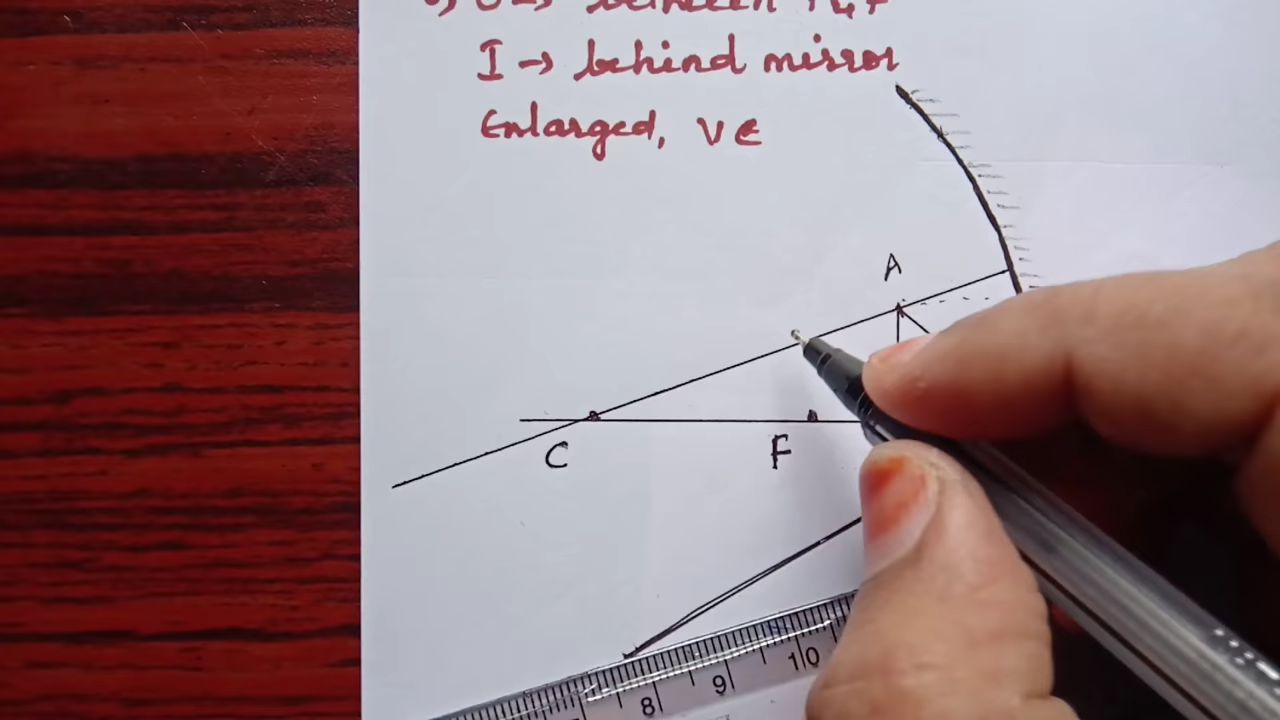 I → behind mirror
Enlarged, VE
A
C
F
8 9 10